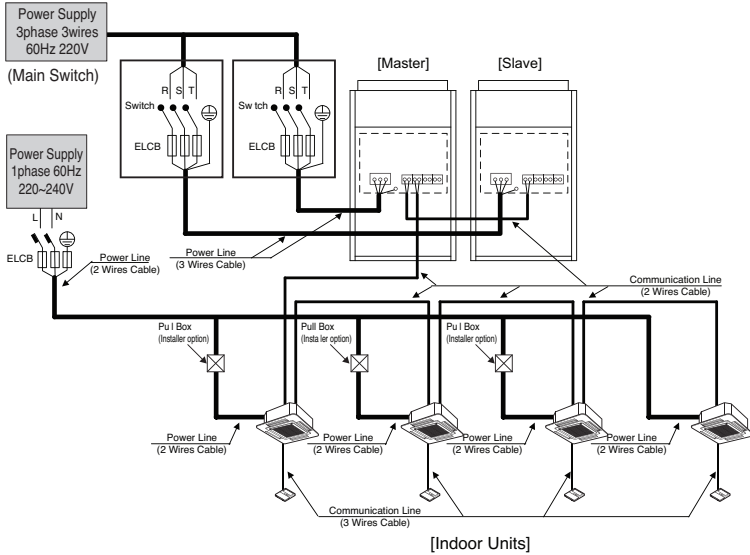 Power Supply
3phase 3wires
60Hz 220V
(Main Switch)
[Master]
[Slave]
R S T
Switch
ELCB
R S T
Sw tch
ELCB
Power Supply
1phase 60Hz
220~240V
L N
ELCB
Power Line
(2 Wires Cable)
Power Line
(3 Wires Cable)
Communication Line
(2 Wires Cable)
Pu l Box
(Installer option)
Pull Box
(Insta ler option)
Pu l Box
(Installer option)
Power Line
(2 Wires Cable)
Power Line
(2 Wires Cable)
Power Line
(2 Wires Cable)
Power Line
(2 Wires Cable)
Communication Line
(3 Wires Cable)
[Indoor Units]